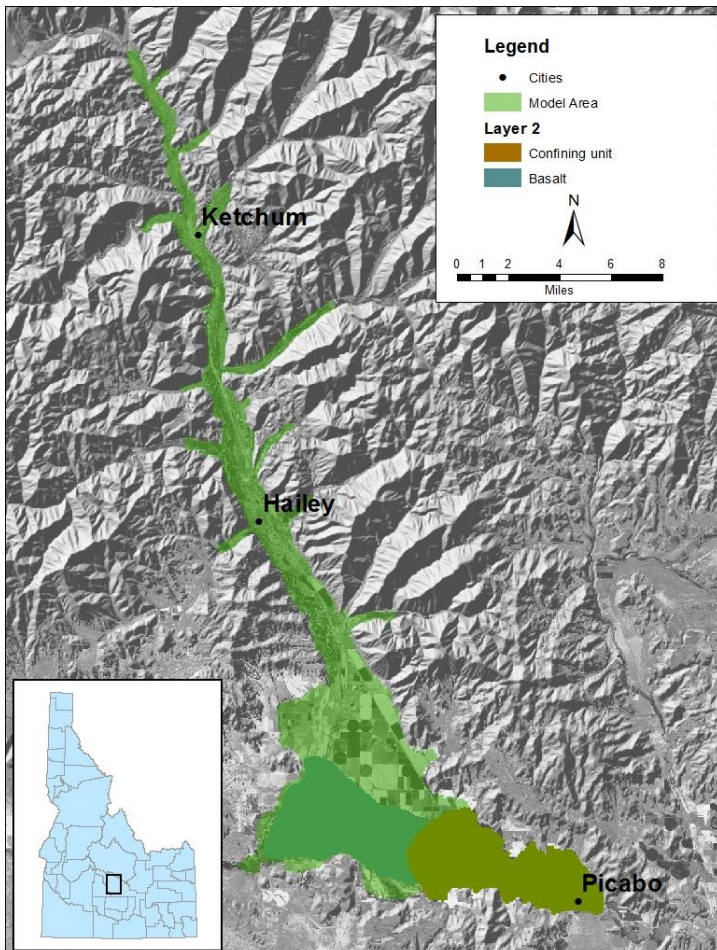 Legend
Cities
Model Area
Layer 2
Confining unit
Basalt
N
0 1 2 4 6 8
Miles
Ketchum
Hailey
Picabo